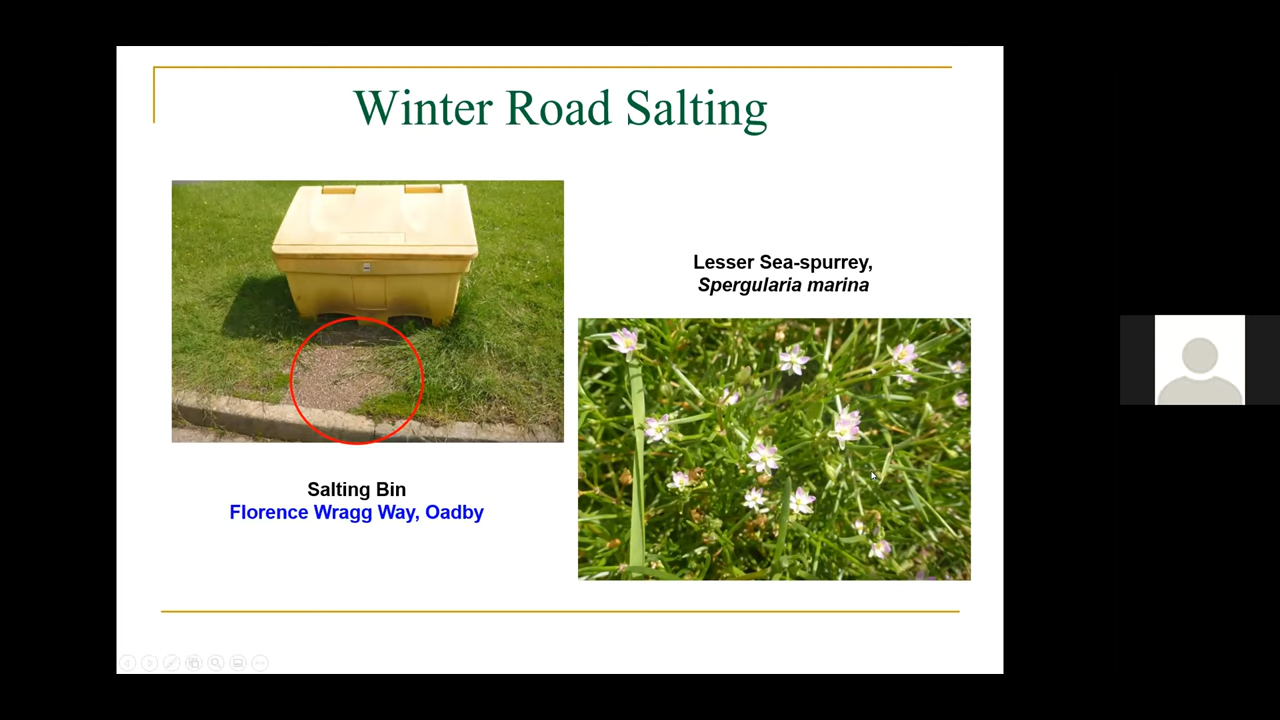 Winter Road Salting
Lesser Sea-spurrey,
Spergularia marina
Salting Bin
Florence Wragg Way, Oadby